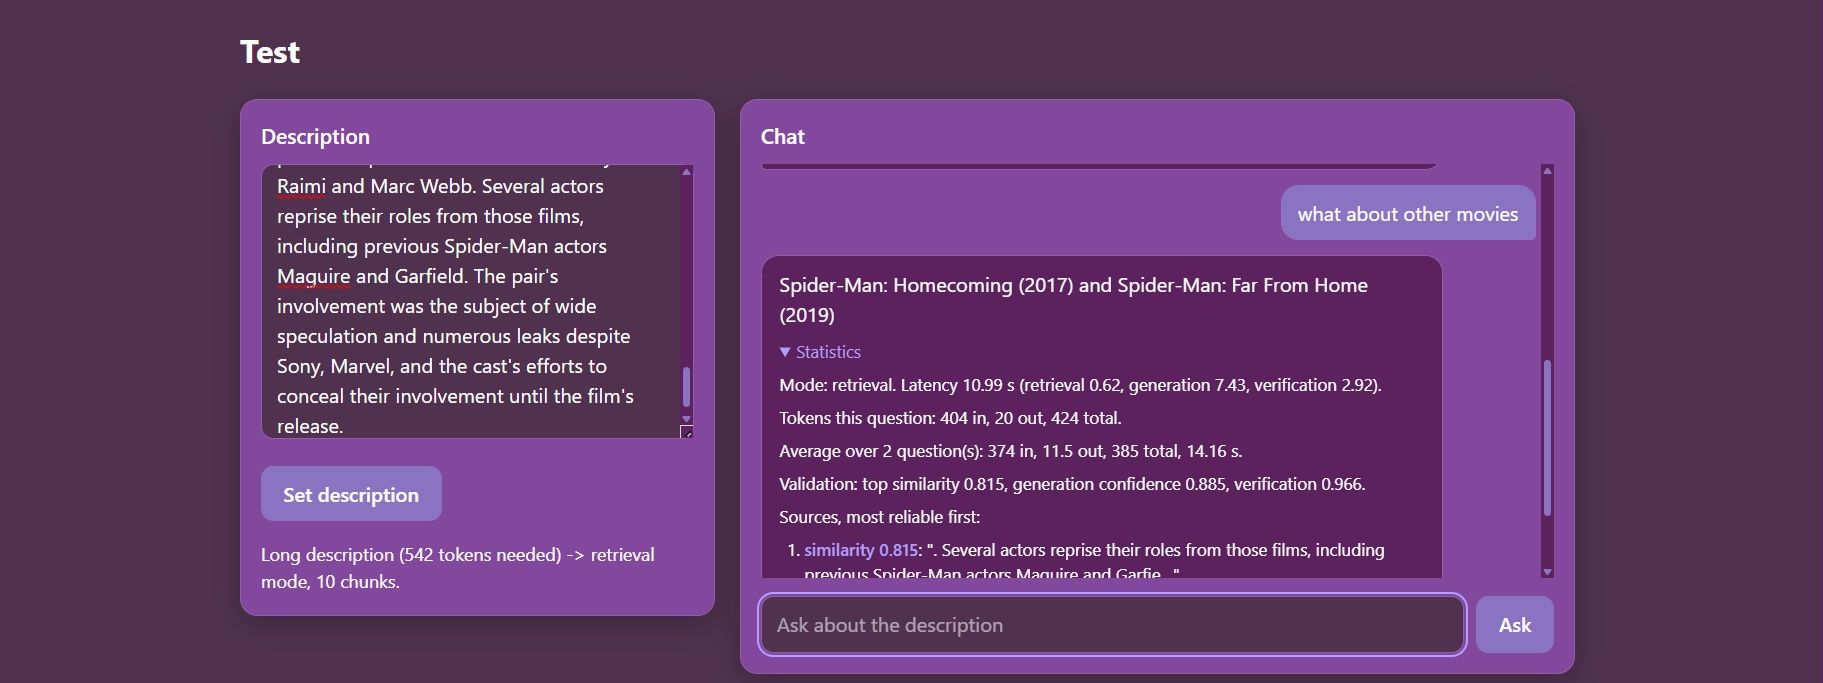 Test
Description
Raimi and Marc Webb. Several actors
reprise their roles from those films,
including previous Spider-Man actors
Maguire and Garfield. The pair's
involvement was the subject of wide
speculation and numerous leaks despite
Sony, Marvel, and the cast's efforts to
conceal their involvement until the film's
release.
Set description
Long description (542 tokens needed) -> retrieval
mode, 10 chunks.
Chat
what about other movies
Spider-Man: Homecoming (2017) and Spider-Man: Far From Home
(2019)
▼ Statistics
Mode: retrieval. Latency 10.99 s (retrieval 0.62, generation 7.43, verification 2.92).
Tokens this question: 404 in, 20 out, 424 total.
Average over 2 question(s): 374 in, 11.5 out, 385 total, 14.16 s.
Validation: top similarity 0.815, generation confidence 0.885, verification 0.966.
Sources, most reliable first:
1. similarity 0.815: ". Several actors reprise their roles from those films, including
previous Spider-Man actors Maguire and Garfie..."
Ask about the description
Ask